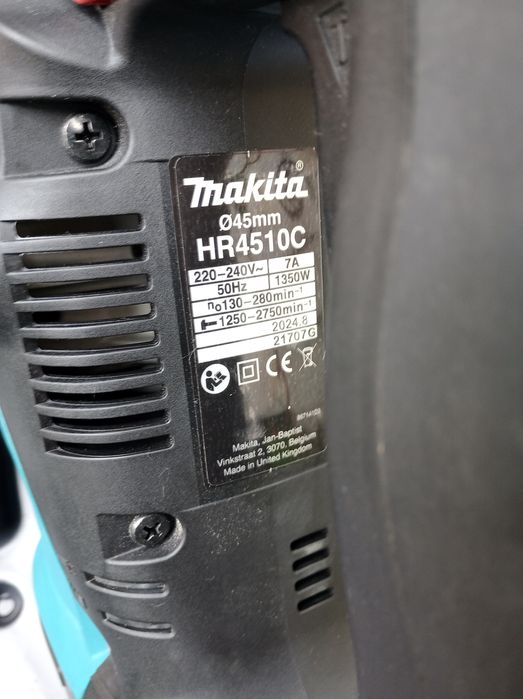 makita®
Ø45mm
HR4510C
220-240V~ 7A
50Hz 1350W
n₀130-280min⁻¹
1250-2750min⁻¹
2024.8
21707G
CE
Makita, Jan-Baptist
Vinkstraat 2, 3070, Belgium
Made in United Kingdom